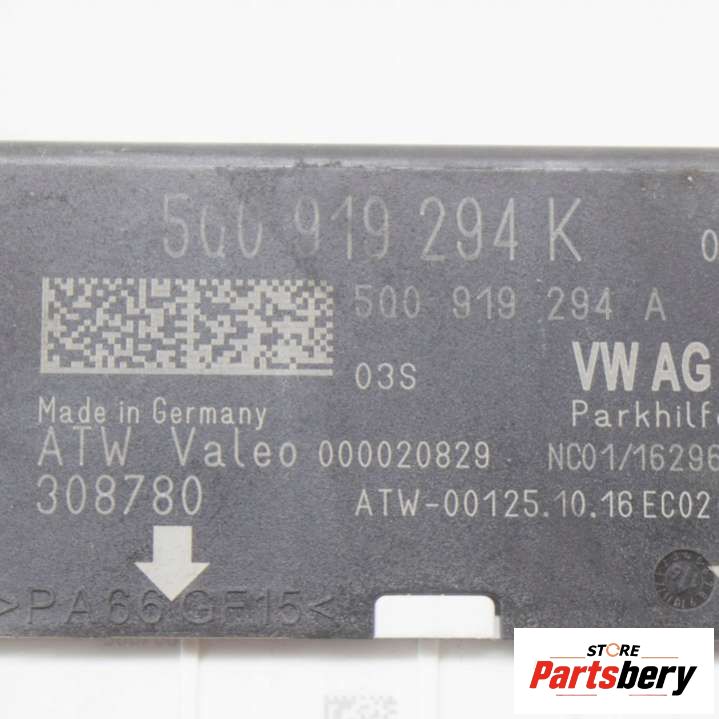 5Q0 919 294 K 0
5Q0 919 294 A
03S
VW AG
Made in Germany
Parkhilf
ATW Valeo 000020829 NC01/16296
308780 ATW-00125.10.16 EC02
>PA66 GF15<
STORE
Partsbery